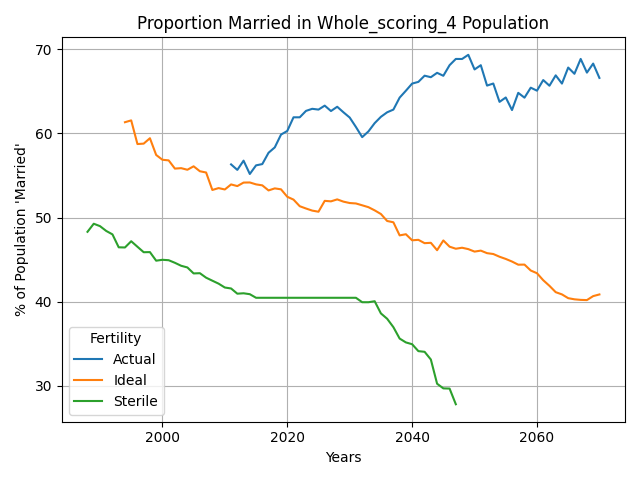 Proportion Married in Whole_scoring_4 Population
% of Population 'Married'
70
60
50
40
30
Fertility
Actual
Ideal
Sterile
2000 2020 2040 2060
Years